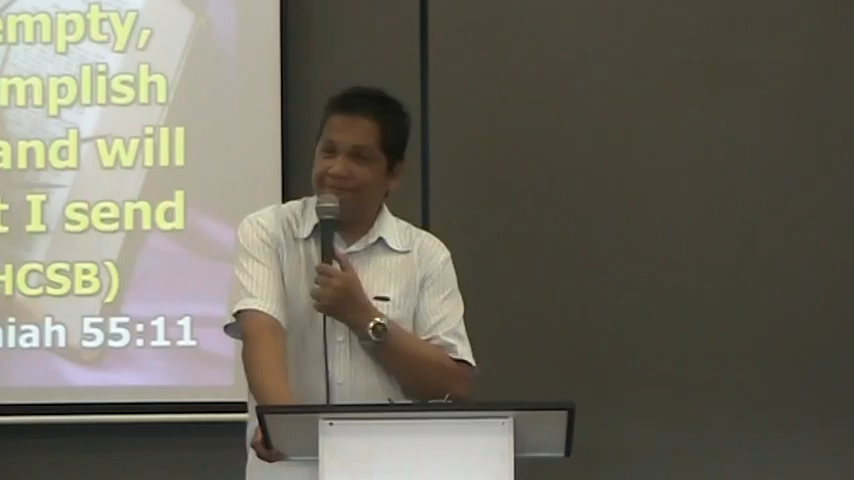 empty,
mplish
and will
t I send
HCSB)
iah 55:11